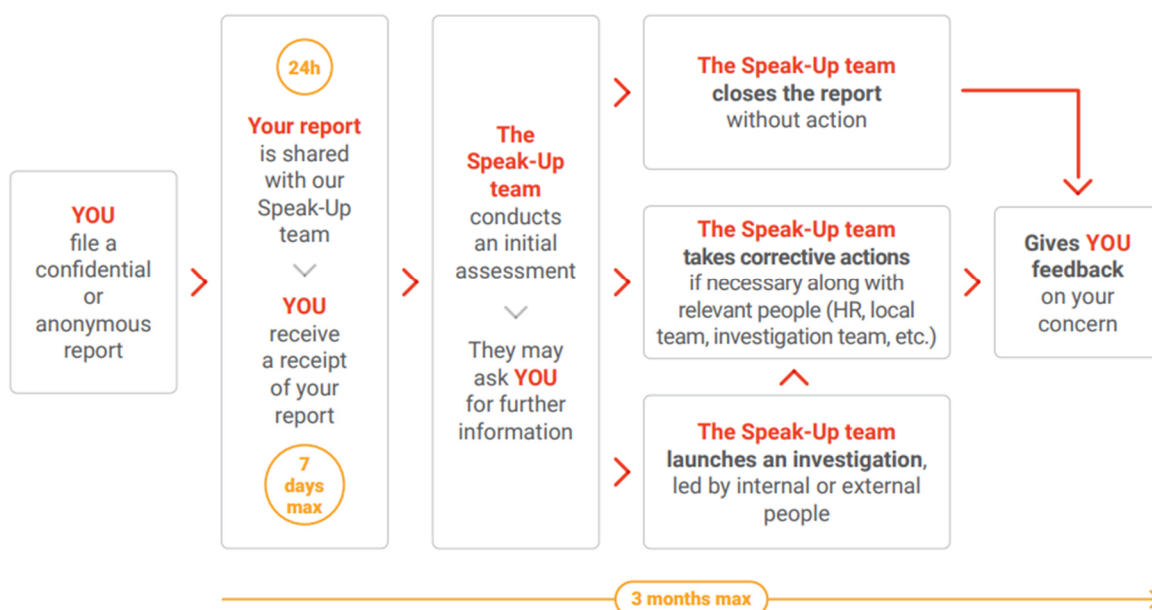 YOU
file a
confidential
or
anonymous
report
24h
Your report
is shared
with our
Speak-Up
team
YOU
receive
a receipt
of your
report
7
days
max
The
Speak-Up
team
conducts
an initial
assessment
They may
ask YOU
for further
information
The Speak-Up team
closes the report
without action
The Speak-Up team
takes corrective actions
if necessary along with
relevant people (HR, local
team, investigation team, etc.)
The Speak-Up team
launches an investigation,
led by internal or external
people
Gives YOU
feedback
on your
concern
3 months max